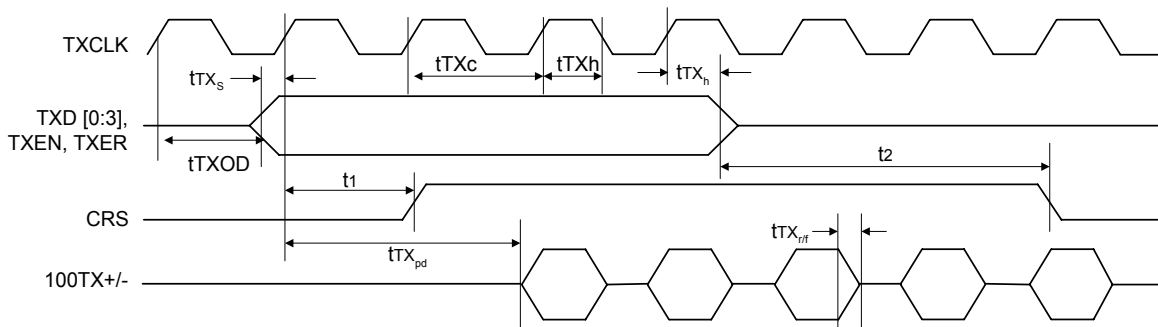 TXCLK
tTXS
tTXc
tTXh
tTXh
TXD [0:3],
TXEN, TXER
tTXOD
t2
t1
CRS
tTXpd
tTXr/f
100TX+/-